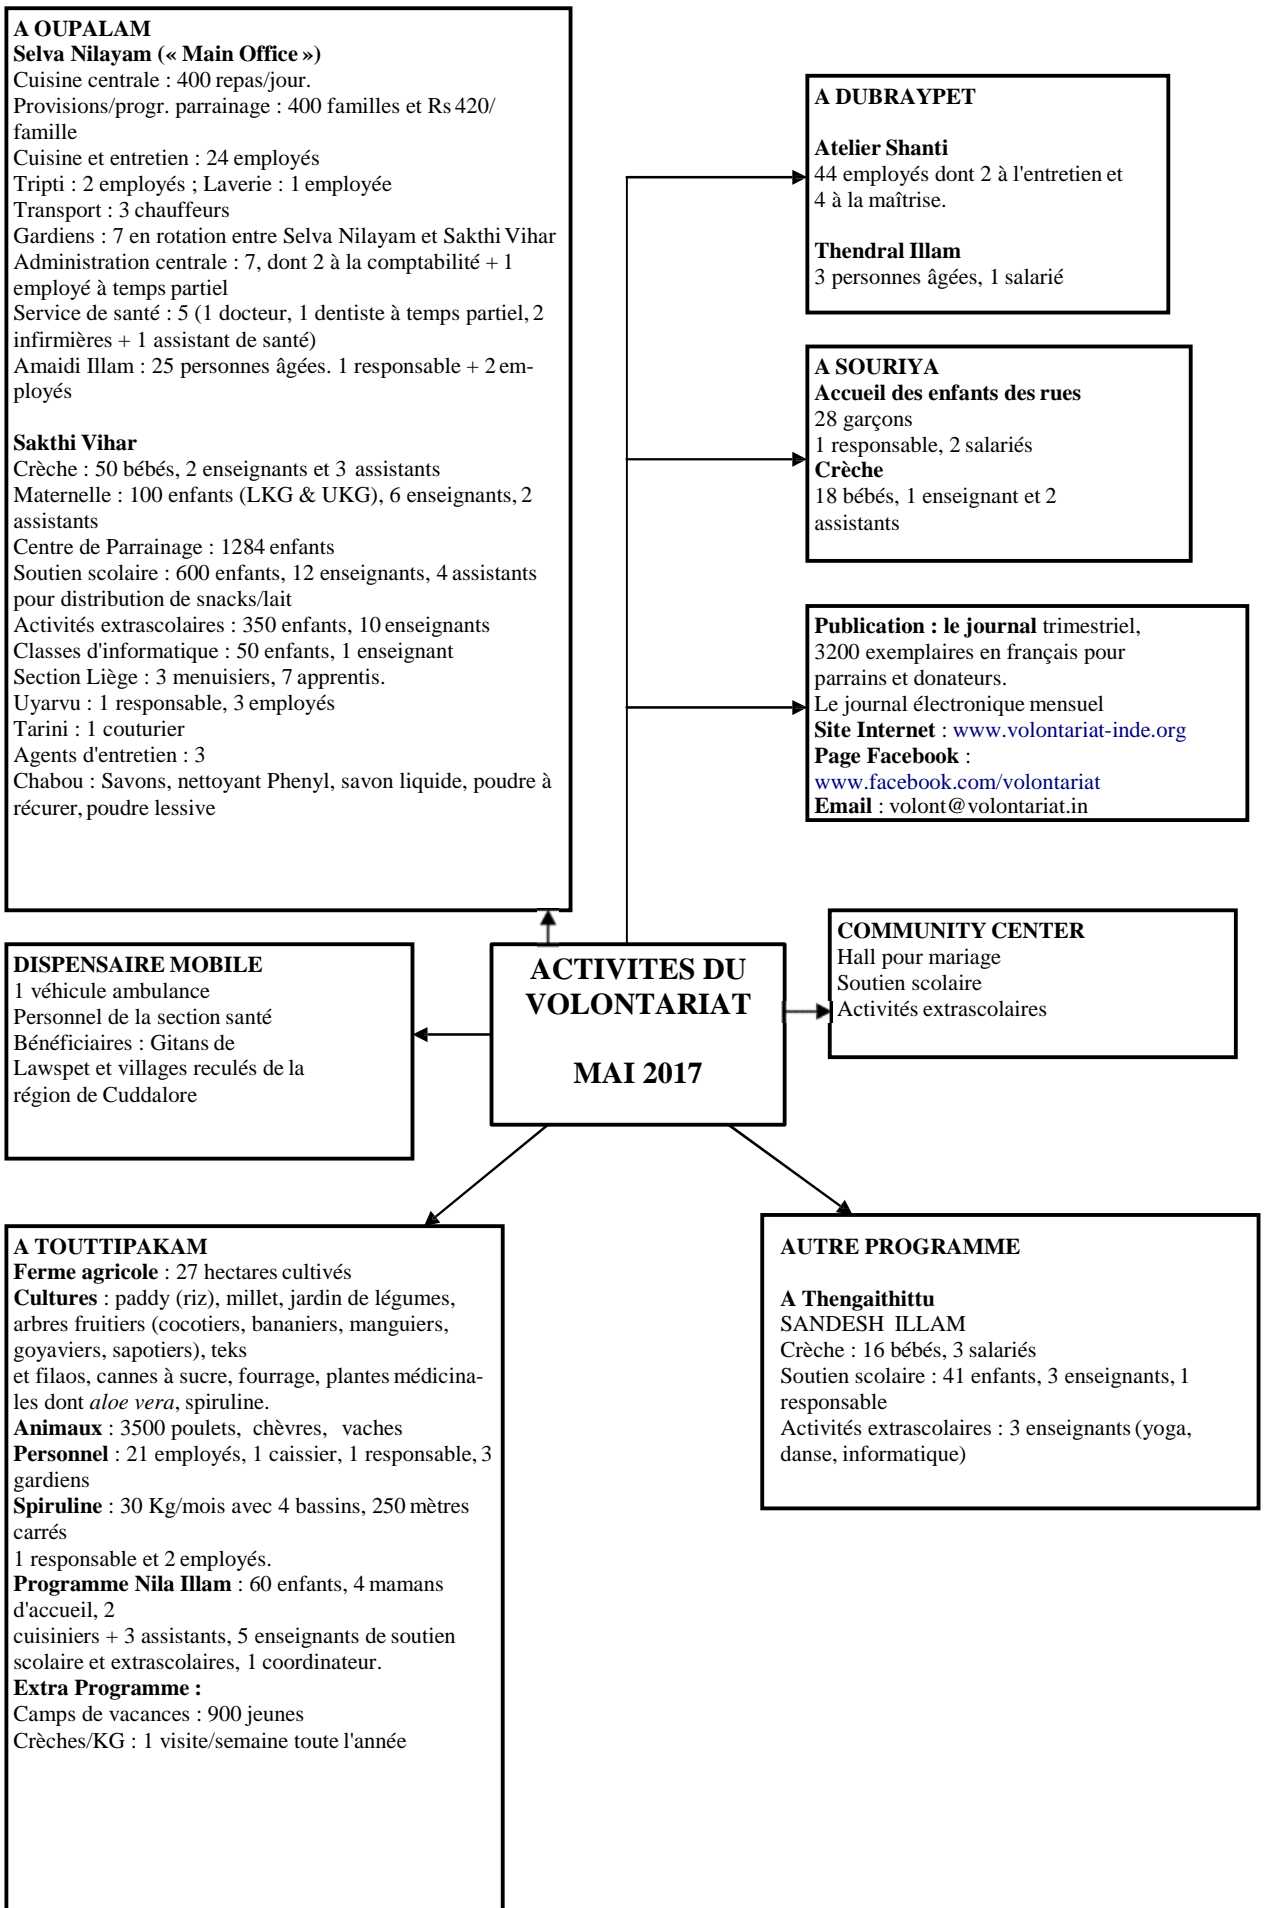 A OUPALAM
Selva Nilayam (« Main Office »)
Cuisine centrale : 400 repas/jour.
Provisions/progr. parrainage : 400 familles et Rs 420/
famille
Cuisine et entretien : 24 employés
Tripti : 2 employés ; Laverie : 1 employée
Transport : 3 chauffeurs
Gardiens : 7 en rotation entre Selva Nilayam et Sakthi Vihar
Administration centrale : 7, dont 2 à la comptabilité + 1
employé à temps partiel
Service de santé : 5 (1 docteur, 1 dentiste à temps partiel, 2
infirmières + 1 assistant de santé)
Amaidi Illam : 25 personnes âgées. 1 responsable + 2 em-
ployés
Sakthi Vihar
Crèche : 50 bébés, 2 enseignants et 3 assistants
Maternelle : 100 enfants (LKG & UKG), 6 enseignants, 2
assistants
Centre de Parrainage : 1284 enfants
Soutien scolaire : 600 enfants, 12 enseignants, 4 assistants
pour distribution de snacks/lait
Activités extrascolaires : 350 enfants, 10 enseignants
Classes d'informatique : 50 enfants, 1 enseignant
Section Liège : 3 menuisiers, 7 apprentis.
Uyarvu : 1 responsable, 3 employés
Tarini : 1 couturier
Agents d'entretien : 3
Chabou : Savons, nettoyant Phenyl, savon liquide, poudre à
récurer, poudre lessive
A DUBRAYPET
Atelier Shanti
44 employés dont 2 à l'entretien et
4 à la maîtrise.
Thendral Illam
3 personnes âgées, 1 salarié
A SOURIYA
Accueil des enfants des rues
28 garçons
1 responsable, 2 salariés
Crèche
18 bébés, 1 enseignant et 2
assistants
Publication : le journal trimestriel,
3200 exemplaires en français pour
parrains et donateurs.
Le journal électronique mensuel
Site Internet : www.volontariat-inde.org
Page Facebook :
www.facebook.com/volontariat
Email : volont@volontariat.in
DISPENSAIRE MOBILE
1 véhicule ambulance
Personnel de la section santé
Bénéficiaires : Gitans de
Lawspet et villages reculés de la
région de Cuddalore
ACTIVITES DU
VOLONTARIAT
MAI 2017
COMMUNITY CENTER
Hall pour mariage
Soutien scolaire
Activités extrascolaires
A TOUTTIPAKAM
Ferme agricole : 27 hectares cultivés
Cultures : paddy (riz), millet, jardin de légumes,
arbres fruitiers (cocotiers, bananiers, manguiers,
goyaviers, sapotiers), teks
et filaos, cannes à sucre, fourrage, plantes médicina-
les dont aloe vera, spiruline.
Animaux : 3500 poulets, chèvres, vaches
Personnel : 21 employés, 1 caissier, 1 responsable, 3
gardiens
Spiruline : 30 Kg/mois avec 4 bassins, 250 mètres
carrés
1 responsable et 2 employés.
Programme Nila Illam : 60 enfants, 4 mamans
d'accueil, 2
cuisiniers + 3 assistants, 5 enseignants de soutien
scolaire et extrascolaires, 1 coordinateur.
Extra Programme :
Camps de vacances : 900 jeunes
Crèches/KG : 1 visite/semaine toute l'année
AUTRE PROGRAMME
A Thengaithittu
SANDESH ILLAM
Crèche : 16 bébés, 3 salariés
Soutien scolaire : 41 enfants, 3 enseignants, 1
responsable
Activités extrascolaires : 3 enseignants (yoga,
danse, informatique)